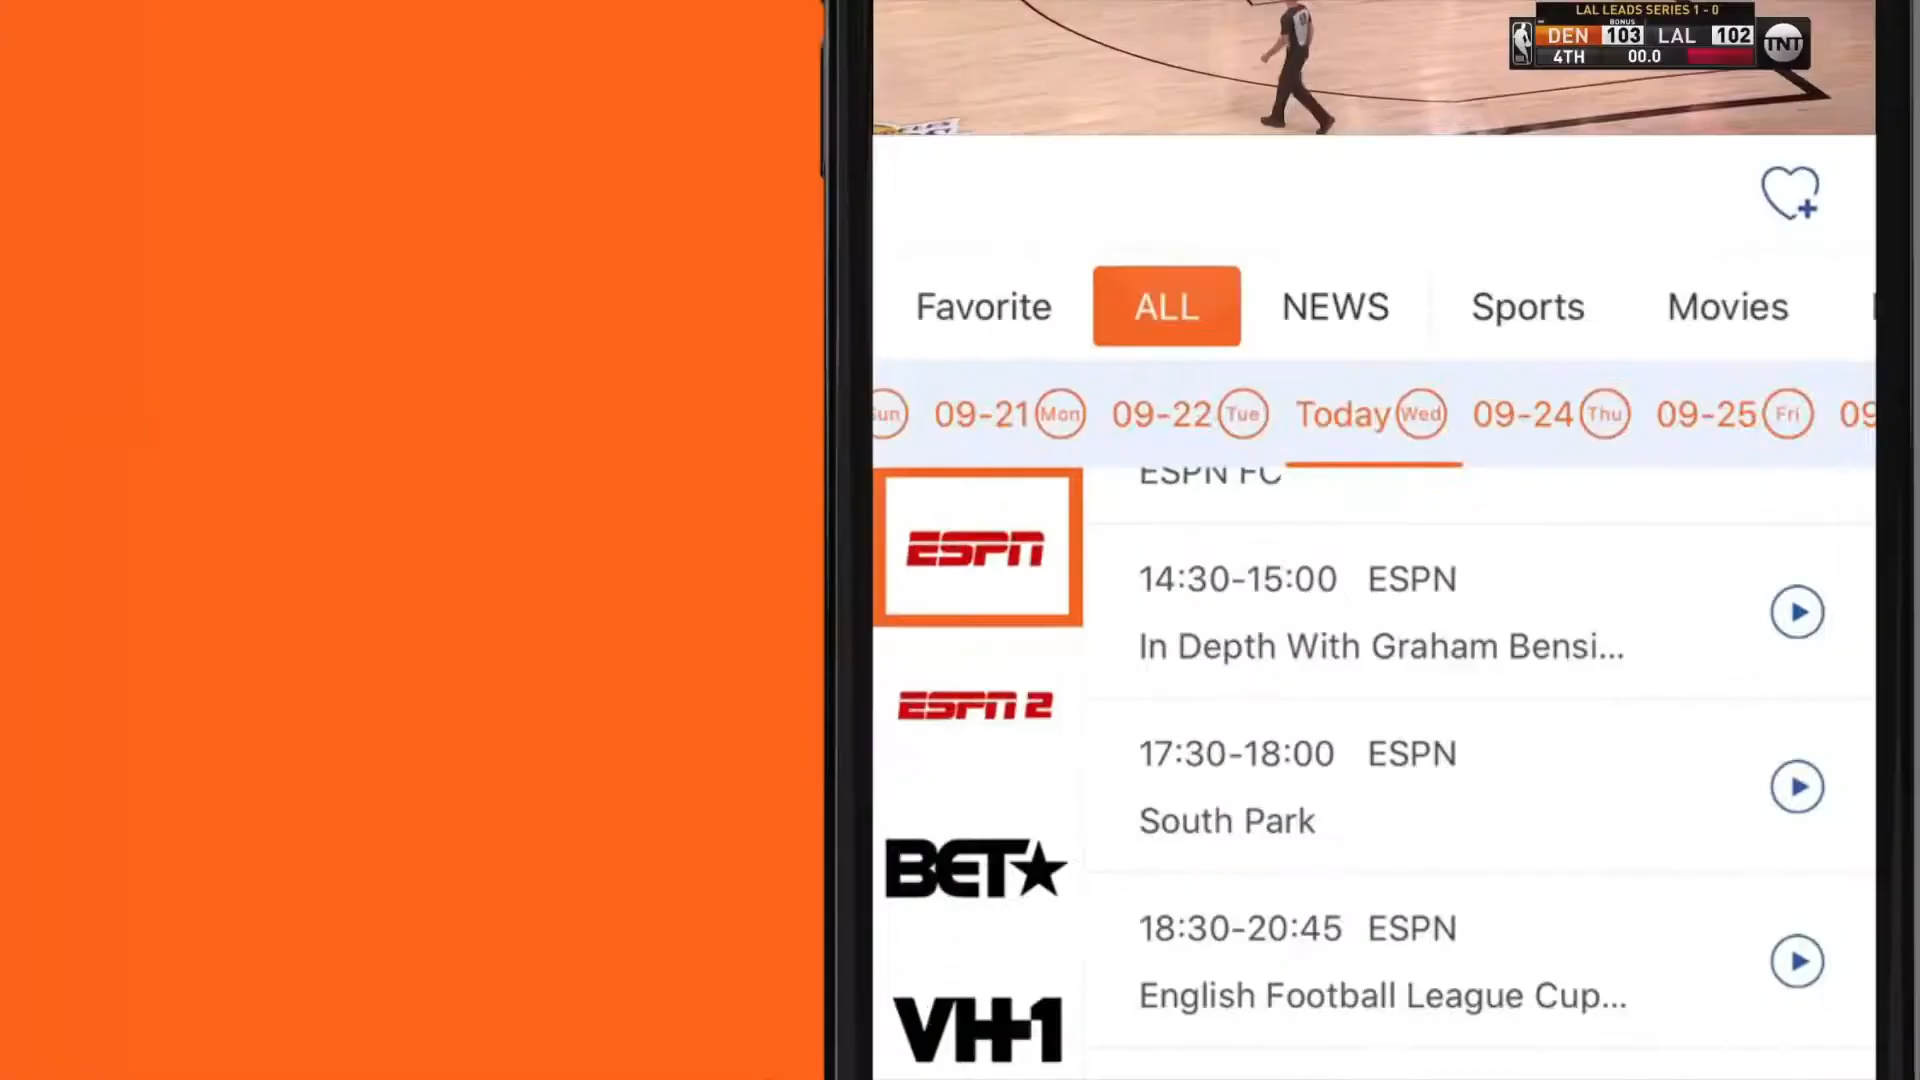 LAL LEADS SERIES 1 - 0
BONUS
DEN 103 LAL 102
4TH 00.0
TNT
Favorite ALL NEWS Sports Movies
09-21 Mon 09-22 Tue Today Wed 09-24 Thu 09-25 Fri
ESPN FC
ESPN
14:30-15:00 ESPN
In Depth With Graham Bensi...
ESPN 2
17:30-18:00 ESPN
South Park
BET
18:30-20:45 ESPN
English Football League Cup...
VH1